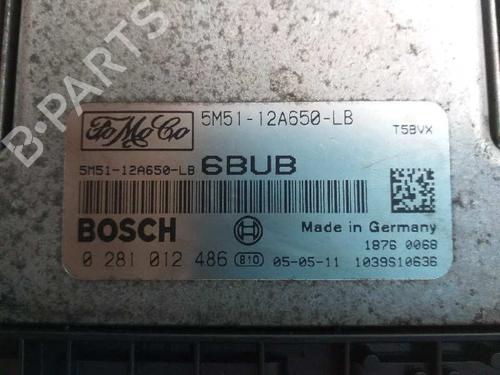 B-PARTS
FoMoCo 5M51-12A650-LB
T5BVX
5M51-12A650-LB 6BUB
BOSCH Made in Germany
1876 0068
0 281 012 486 810 05-05-11 1039S10636